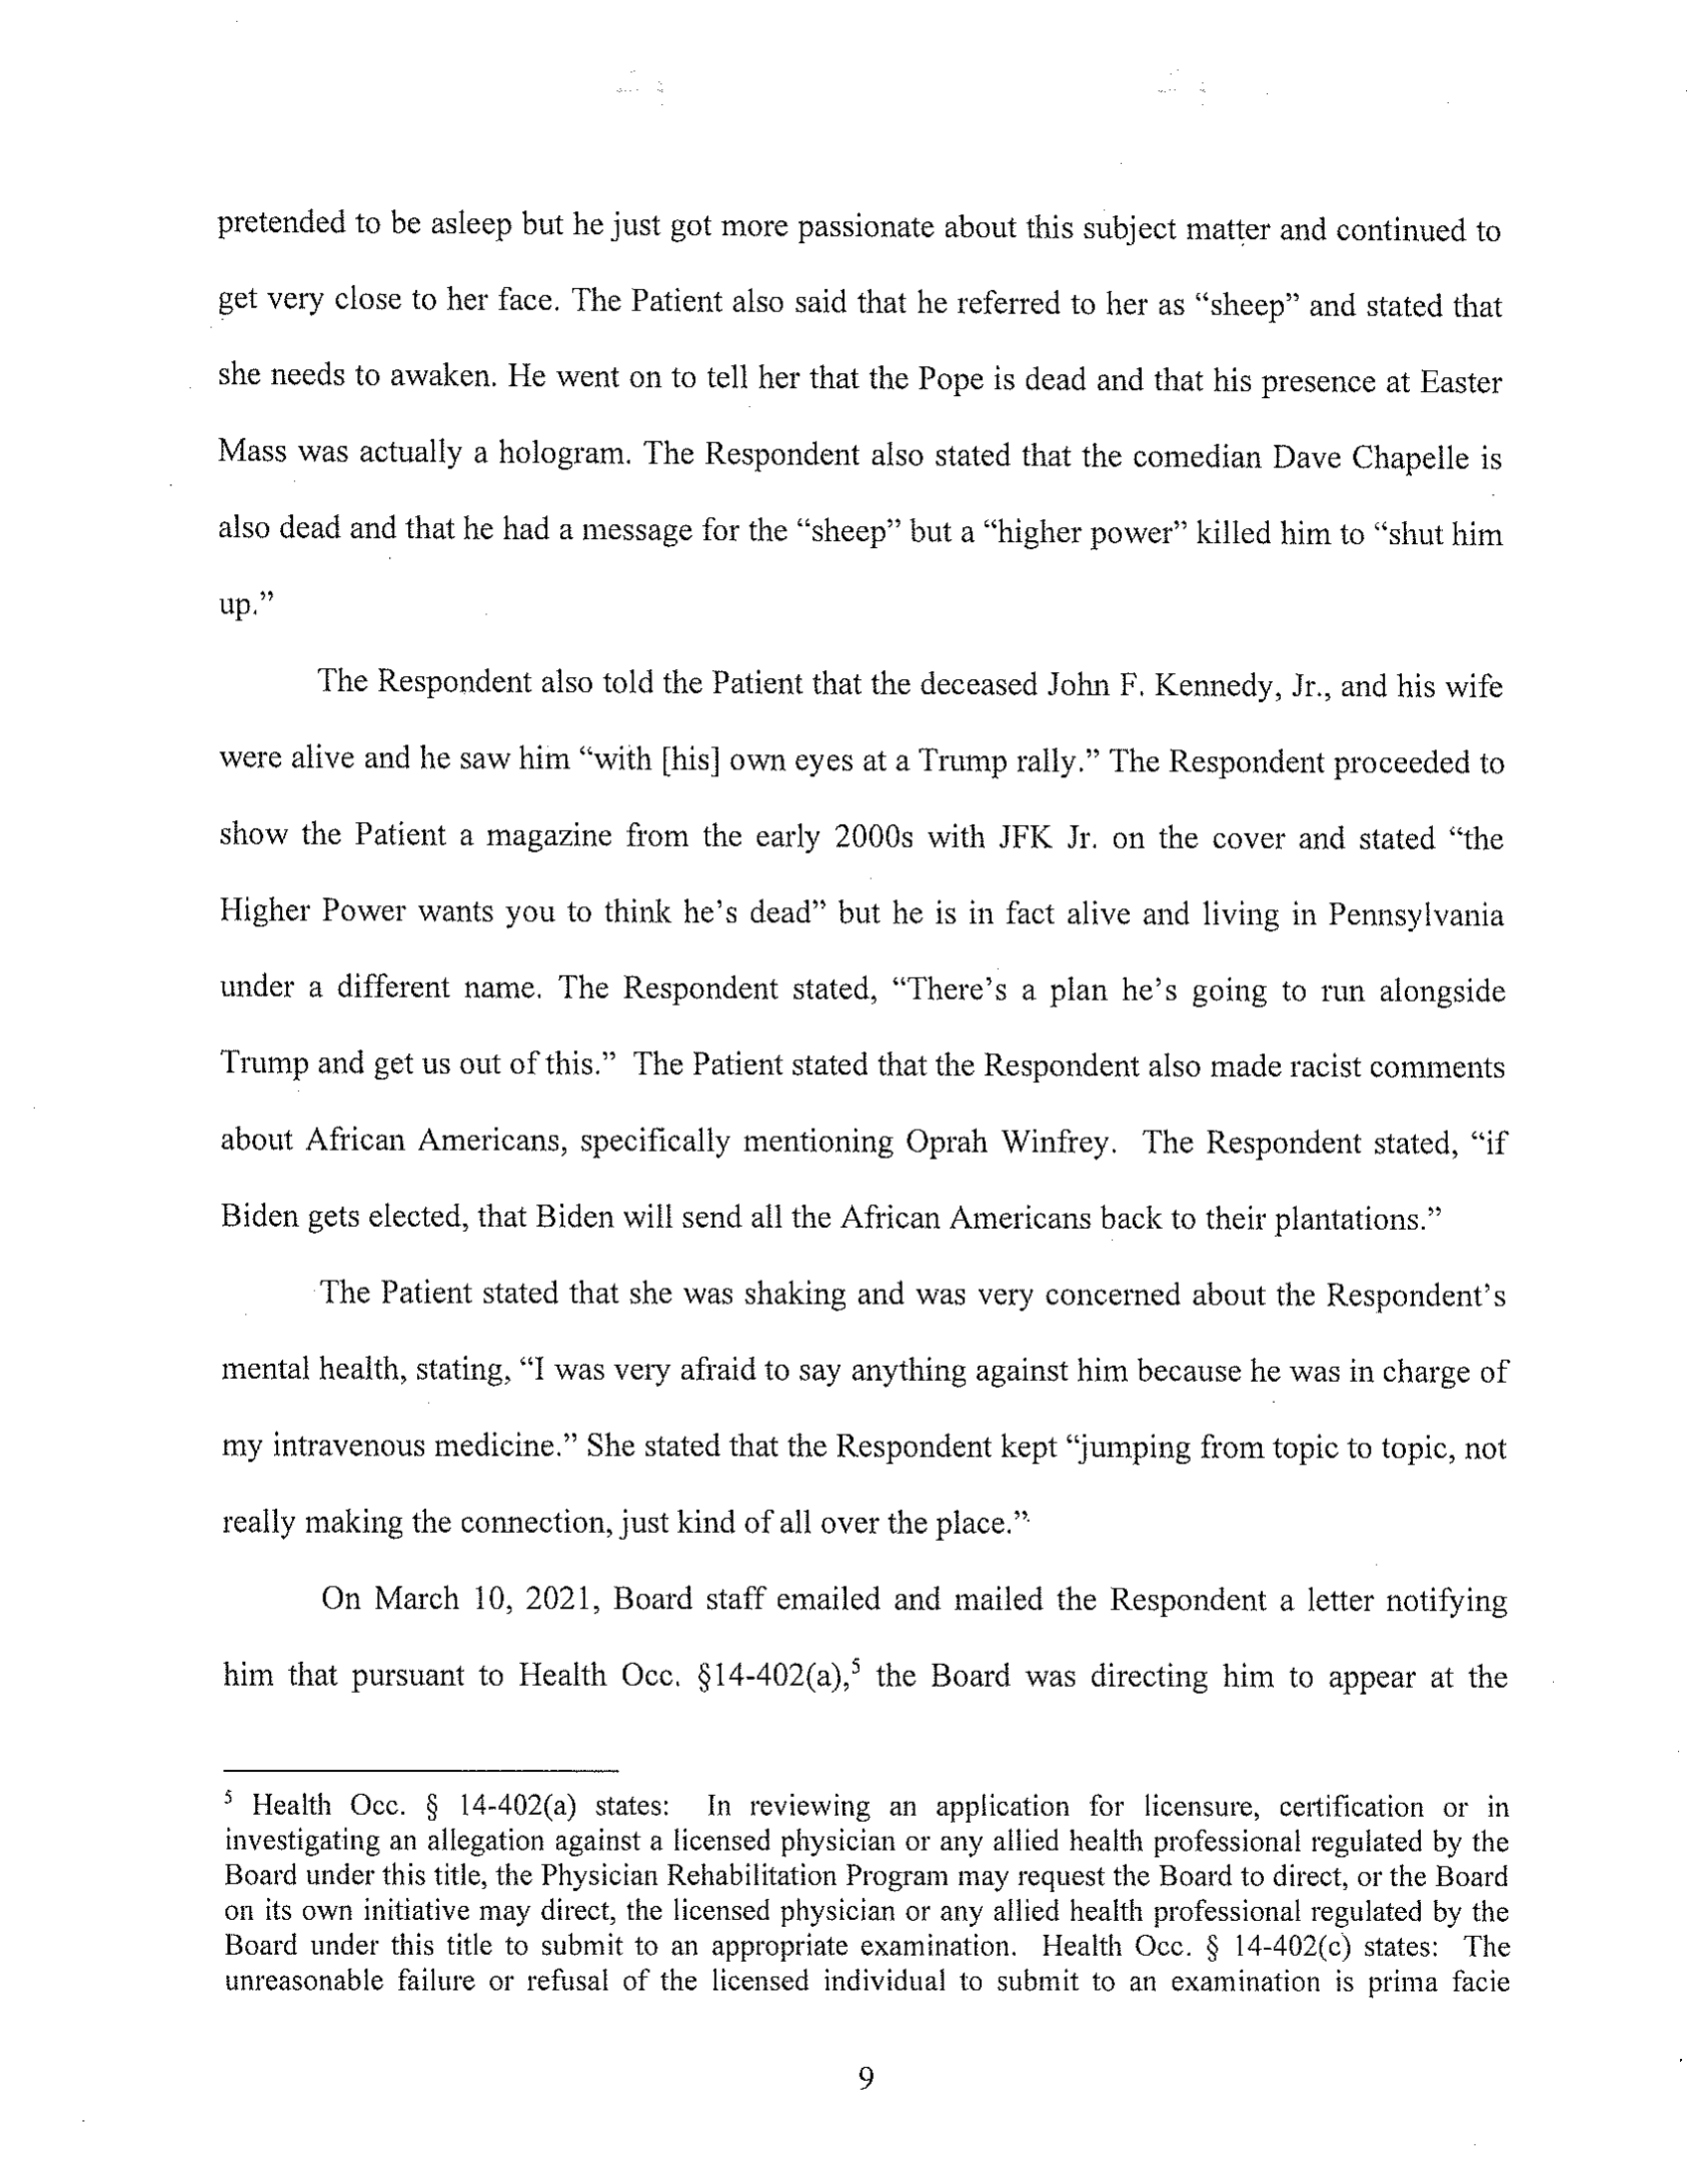 pretended to be asleep but he just got more passionate about this subject matter and continued to
get very close to her face. The Patient also said that he referred to her as “sheep” and stated that
she needs to awaken. He went on to tell her that the Pope is dead and that his presence at Easter
Mass was actually a hologram. The Respondent also stated that the comedian Dave Chapelle is
also dead and that he had a message for the “sheep” but a “higher power” killed him to “shut him
up.”
The Respondent also told the Patient that the deceased John F. Kennedy, Jr., and his wife
were alive and he saw him “with [his] own eyes at a Trump rally.” The Respondent proceeded to
show the Patient a magazine from the early 2000s with JFK Jr. on the cover and stated “the
Higher Power wants you to think he’s dead” but he is in fact alive and living in Pennsylvania
under a different name. The Respondent stated, “There’s a plan he’s going to run alongside
Trump and get us out of this.” The Patient stated that the Respondent also made racist comments
about African Americans, specifically mentioning Oprah Winfrey. The Respondent stated, “if
Biden gets elected, that Biden will send all the African Americans back to their plantations.”
The Patient stated that she was shaking and was very concerned about the Respondent’s
mental health, stating, “I was very afraid to say anything against him because he was in charge of
my intravenous medicine.” She stated that the Respondent kept “jumping from topic to topic, not
really making the connection, just kind of all over the place.”
On March 10, 2021, Board staff emailed and mailed the Respondent a letter notifying
him that pursuant to Health Occ. §14-402(a),⁵ the Board was directing him to appear at the
⁵ Health Occ. § 14-402(a) states: In reviewing an application for licensure, certification or in
investigating an allegation against a licensed physician or any allied health professional regulated by the
Board under this title, the Physician Rehabilitation Program may request the Board to direct, or the Board
on its own initiative may direct, the licensed physician or any allied health professional regulated by the
Board under this title to submit to an appropriate examination. Health Occ. § 14-402(c) states: The
unreasonable failure or refusal of the licensed individual to submit to an examination is prima facie
9